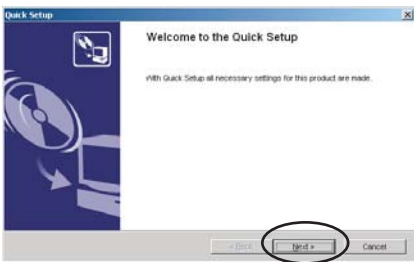 Quick Setup
Welcome to the Quick Setup
With Quick Setup all necessary settings for this product are made.
< Back
Next >
Cancel